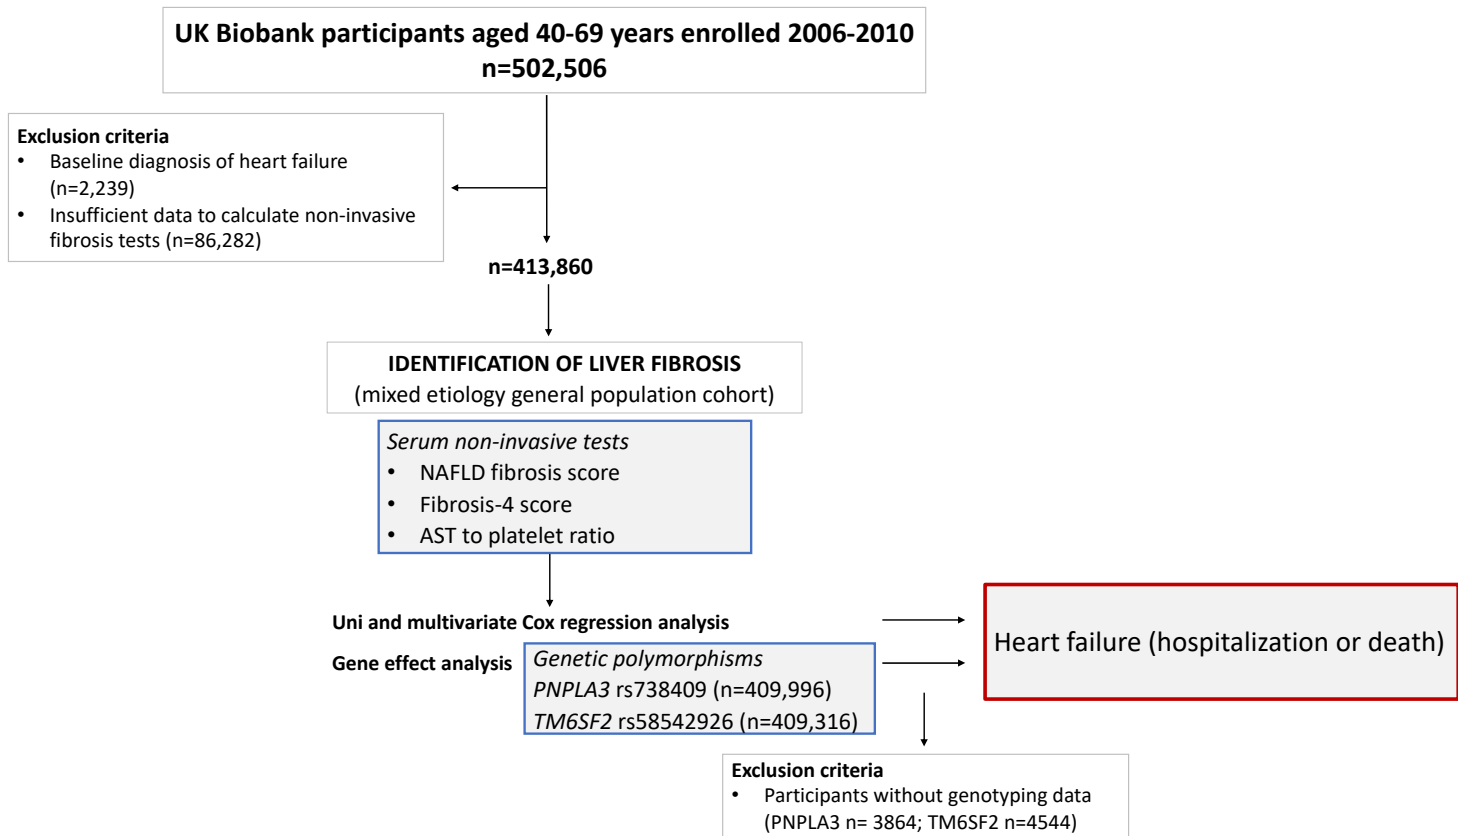 UK Biobank participants aged 40-69 years enrolled 2006-2010
n=502,506
Exclusion criteria
• Baseline diagnosis of heart failure
(n=2,239)
• Insufficient data to calculate non-invasive
fibrosis tests (n=86,282)
n=413,860
IDENTIFICATION OF LIVER FIBROSIS
(mixed etiology general population cohort)
Serum non-invasive tests
• NAFLD fibrosis score
• Fibrosis-4 score
• AST to platelet ratio
Uni and multivariate Cox regression analysis
Gene effect analysis
Genetic polymorphisms
PNPLA3 rs738409 (n=409,996)
TM6SF2 rs58542926 (n=409,316)
Heart failure (hospitalization or death)
Exclusion criteria
• Participants without genotyping data
(PNPLA3 n= 3864; TM6SF2 n=4544)